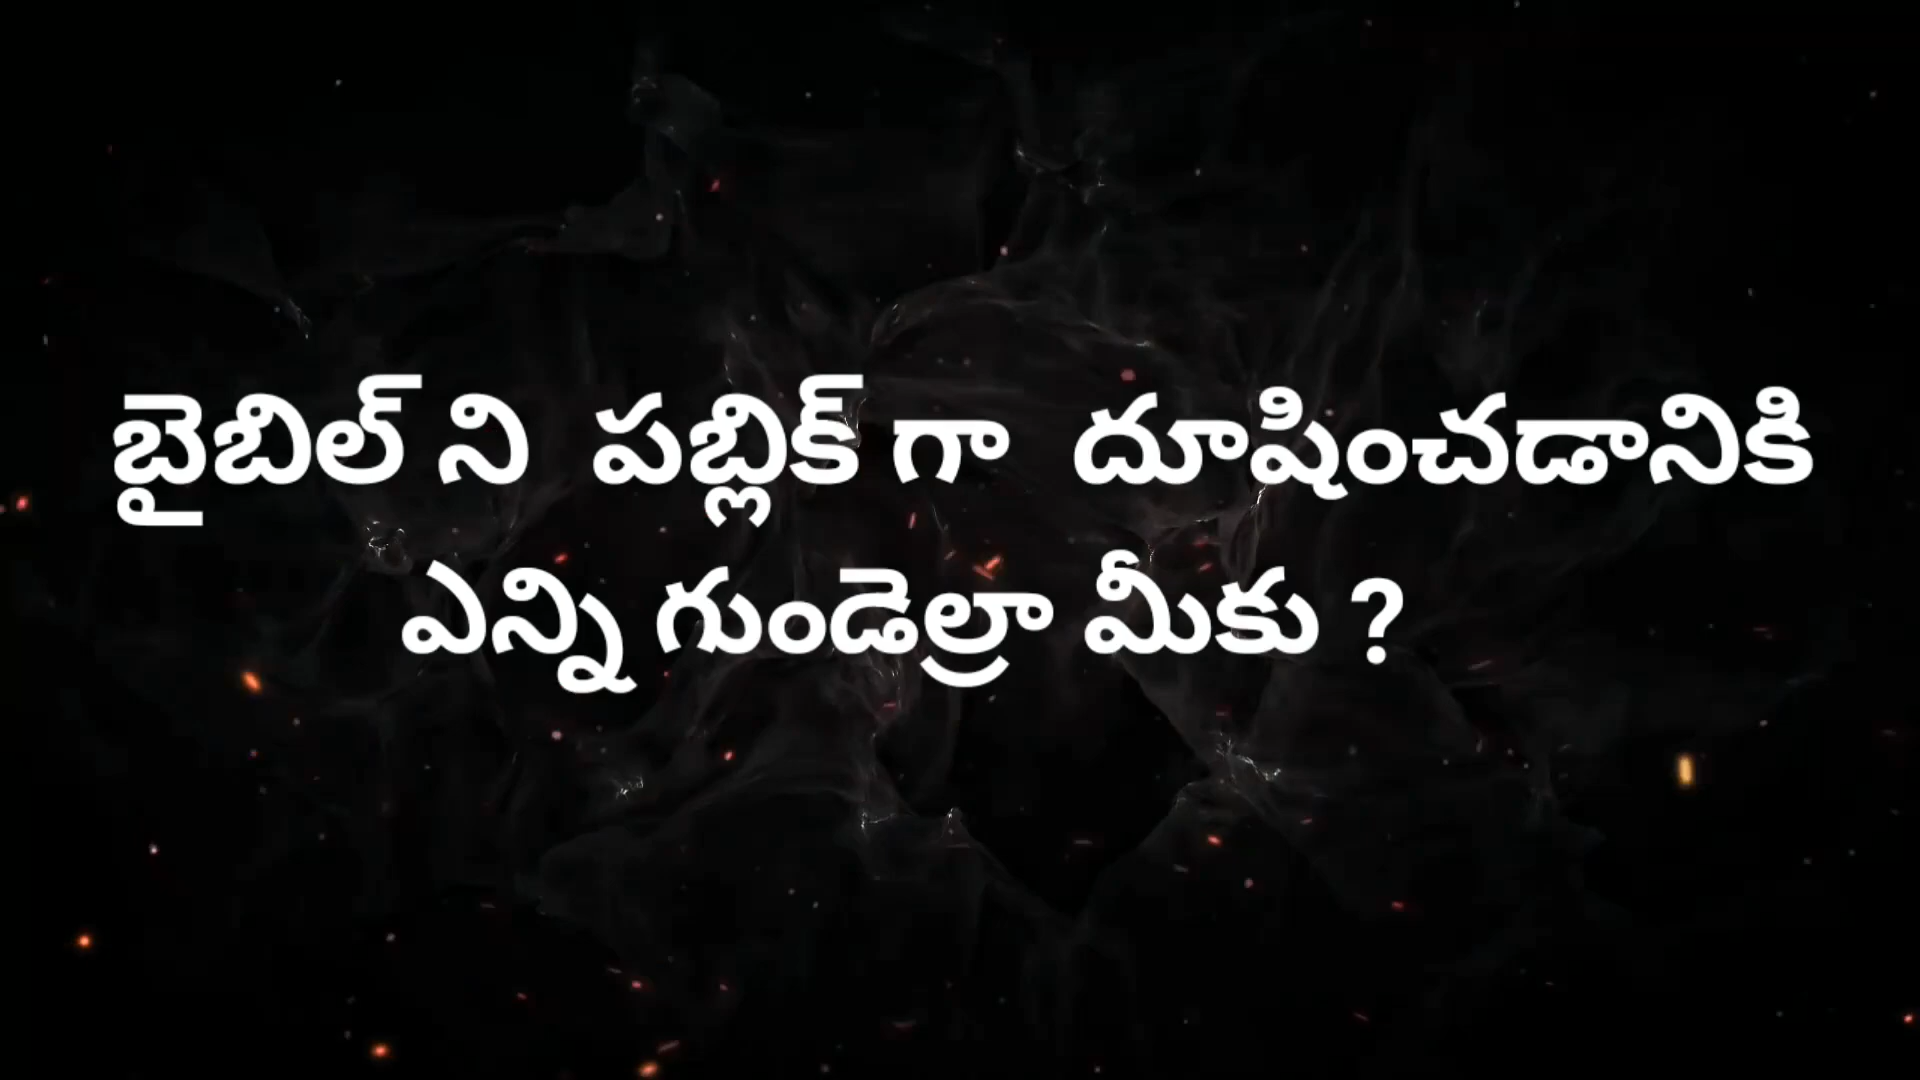 బైబిల్ ని పబ్లిక్ గా దూషించడానికి
ఎన్ని గుండెల్రా మీకు ?